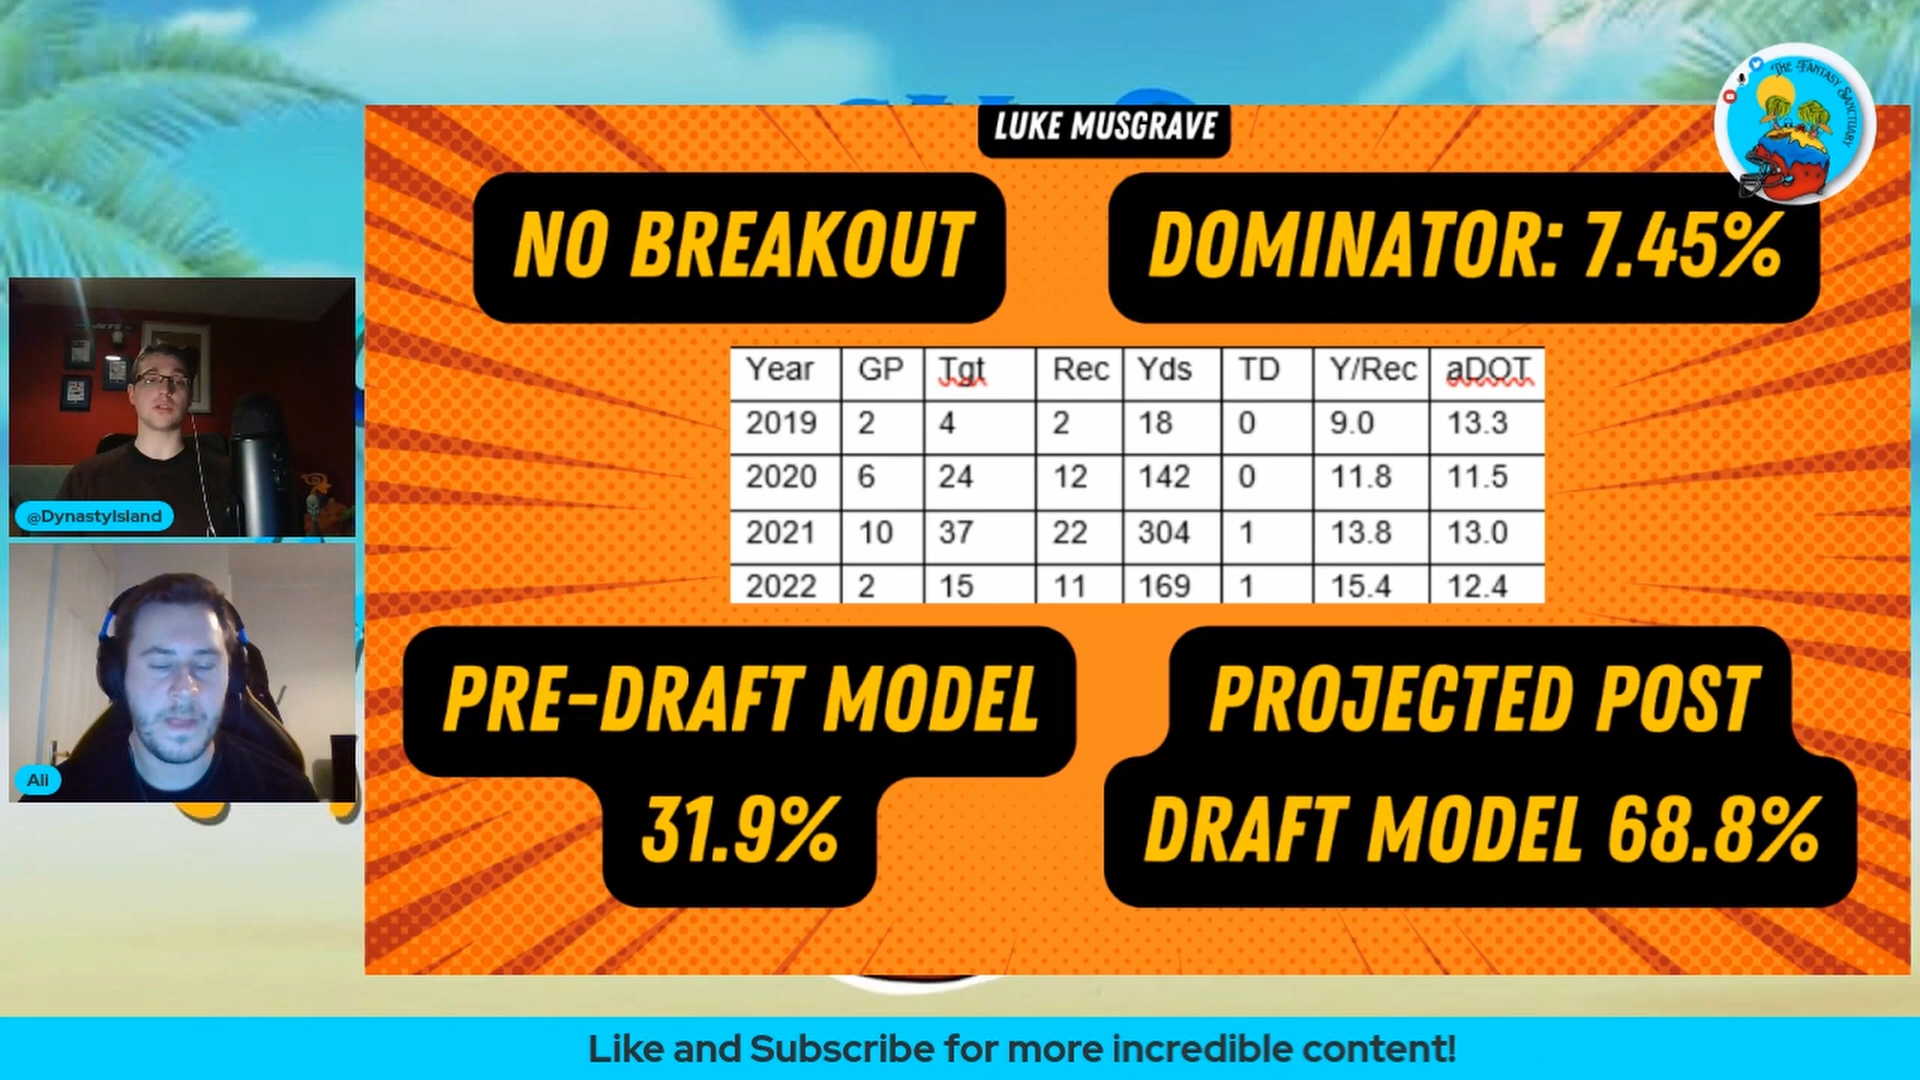 THE FANTASY SANCTUARY
LUKE MUSGRAVE
NO BREAKOUT
DOMINATOR: 7.45%
Year GP Tgt Rec Yds TD Y/Rec aDOT
2019 2 4 2 18 0 9.0 13.3
2020 6 24 12 142 0 11.8 11.5
2021 10 37 22 304 1 13.8 13.0
2022 2 15 11 169 1 15.4 12.4
PRE-DRAFT MODEL
31.9%
PROJECTED POST
DRAFT MODEL 68.8%
@DynastyIsland
Ali
Like and Subscribe for more incredible content!